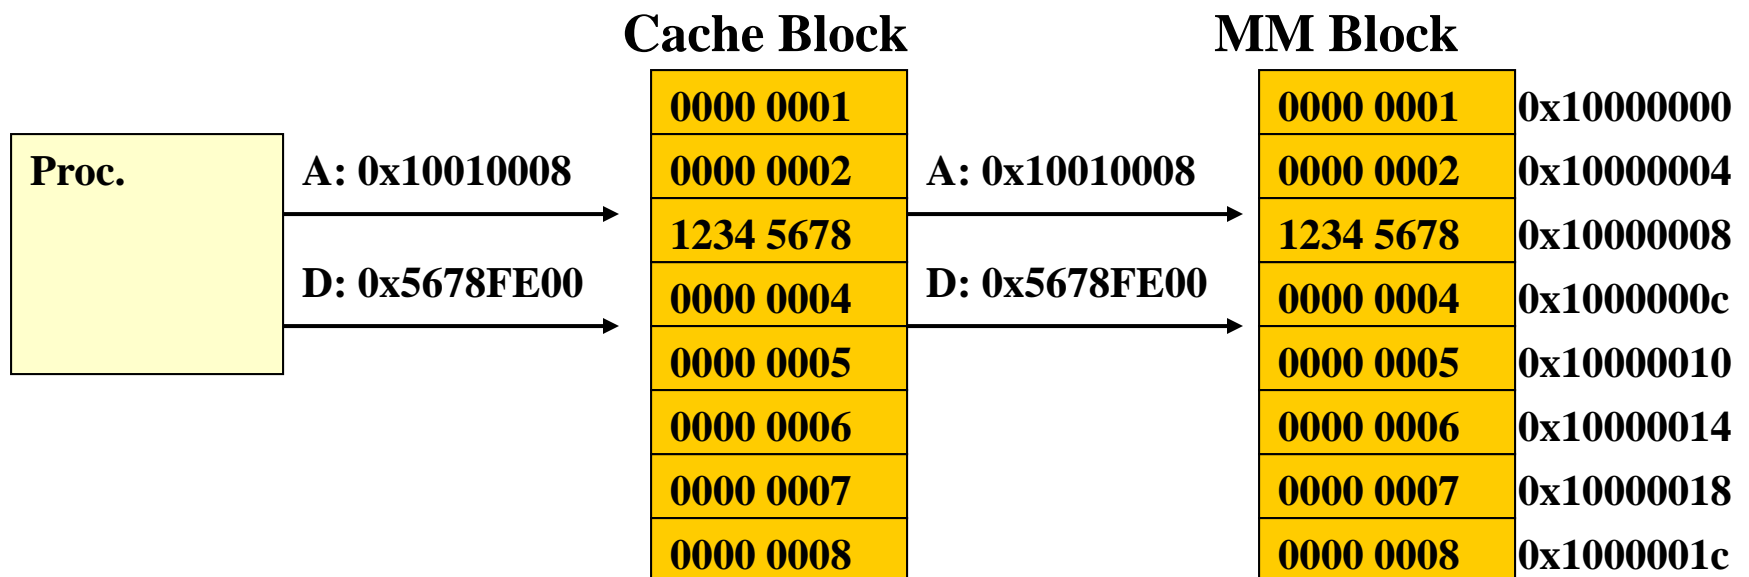 Cache Block MM Block
0000 0001 0000 0001 0x10000000
Proc. A: 0x10010008 0000 0002 A: 0x10010008 0000 0002 0x10000004
1234 5678 1234 5678 0x10000008
D: 0x5678FE00 0000 0004 D: 0x5678FE00 0000 0004 0x1000000c
0000 0005 0000 0005 0x10000010
0000 0006 0000 0006 0x10000014
0000 0007 0000 0007 0x10000018
0000 0008 0000 0008 0x1000001c